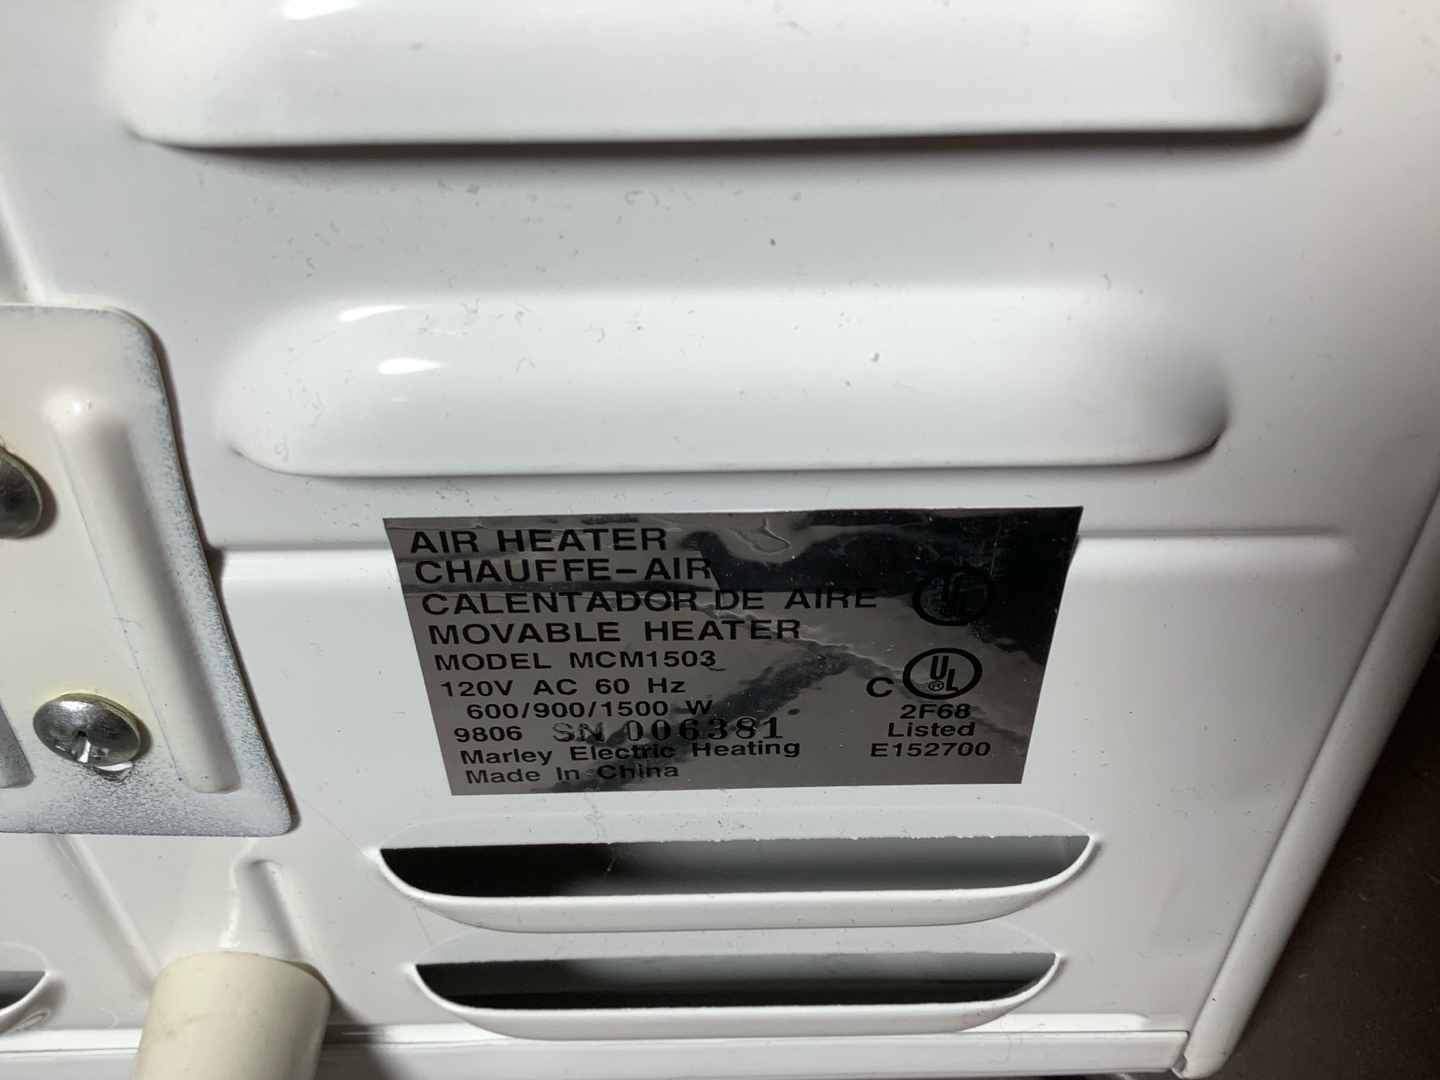 AIR HEATER
CHAUFFE-AIR
CALENTADOR DE AIRE
MOVABLE HEATER
MODEL MCM1503
120V AC 60 Hz
600/900/1500 W
9806 SN 006381
Marley Electric Heating
Made In China
UL
C UL ®
2F68
Listed
E152700